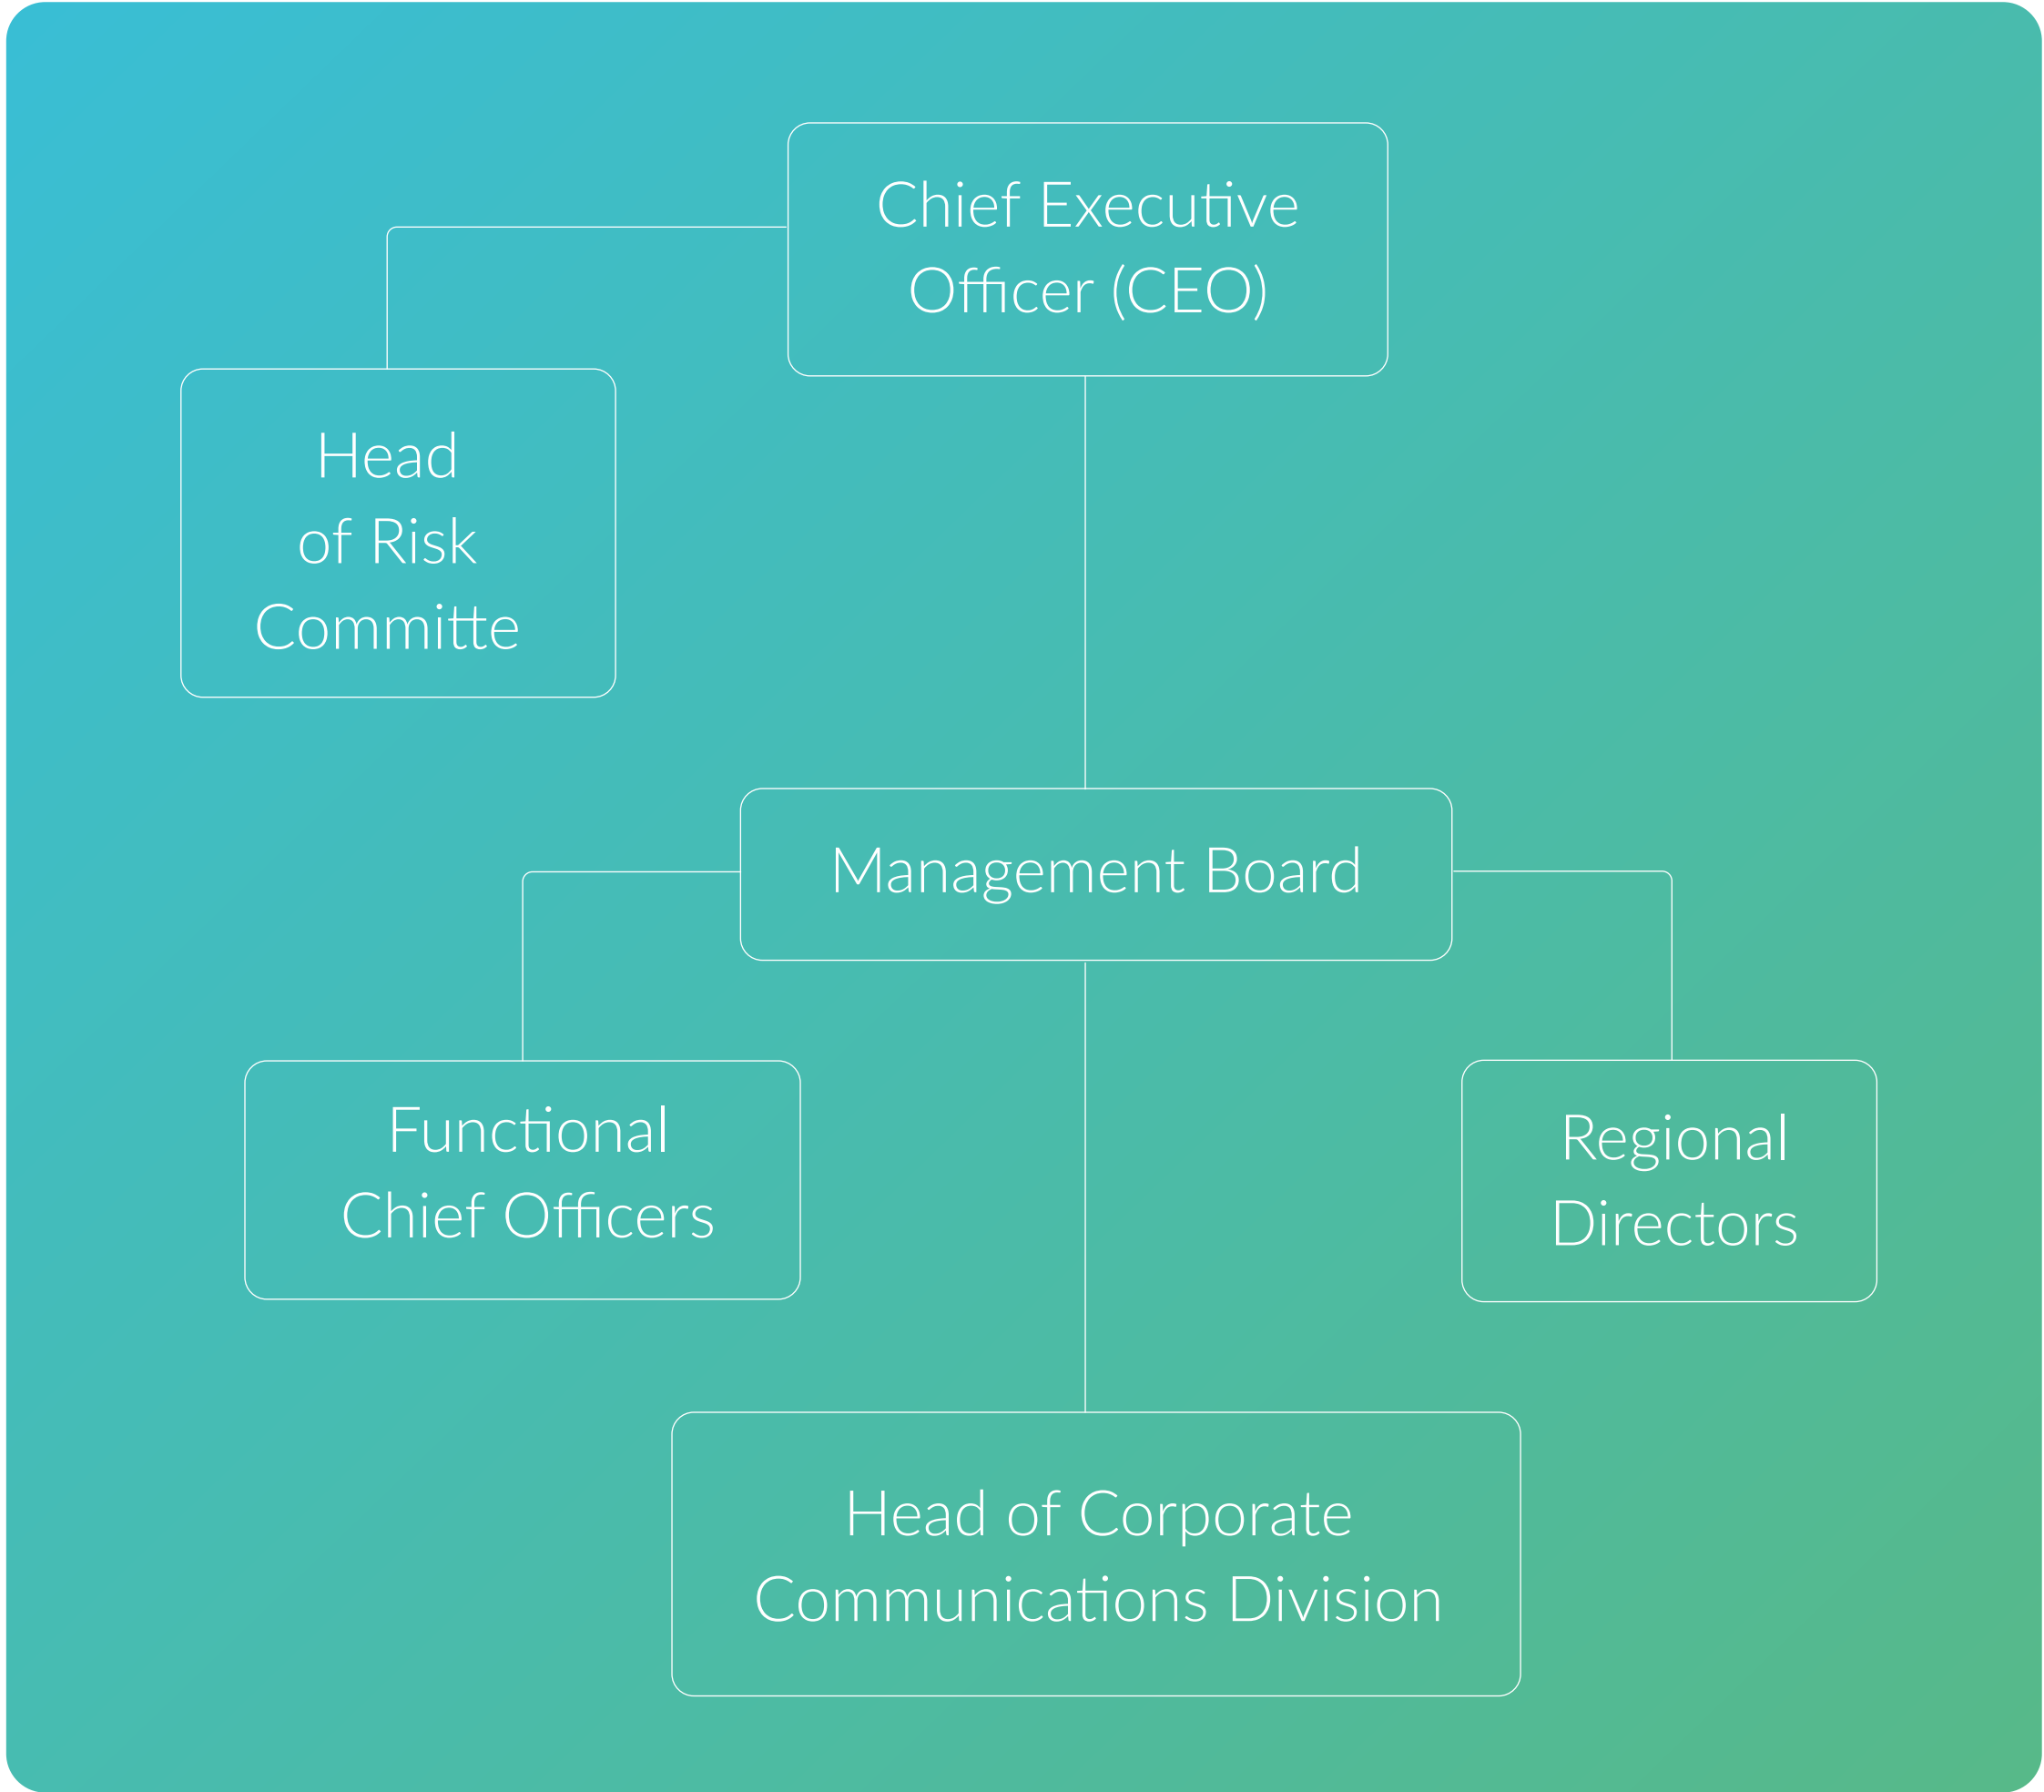 Chief Executive
Officer (CEO)
Head
of Risk
Committe
Management Board
Functional
Chief Officers
Regional
Directors
Head of Corporate
Communications Division